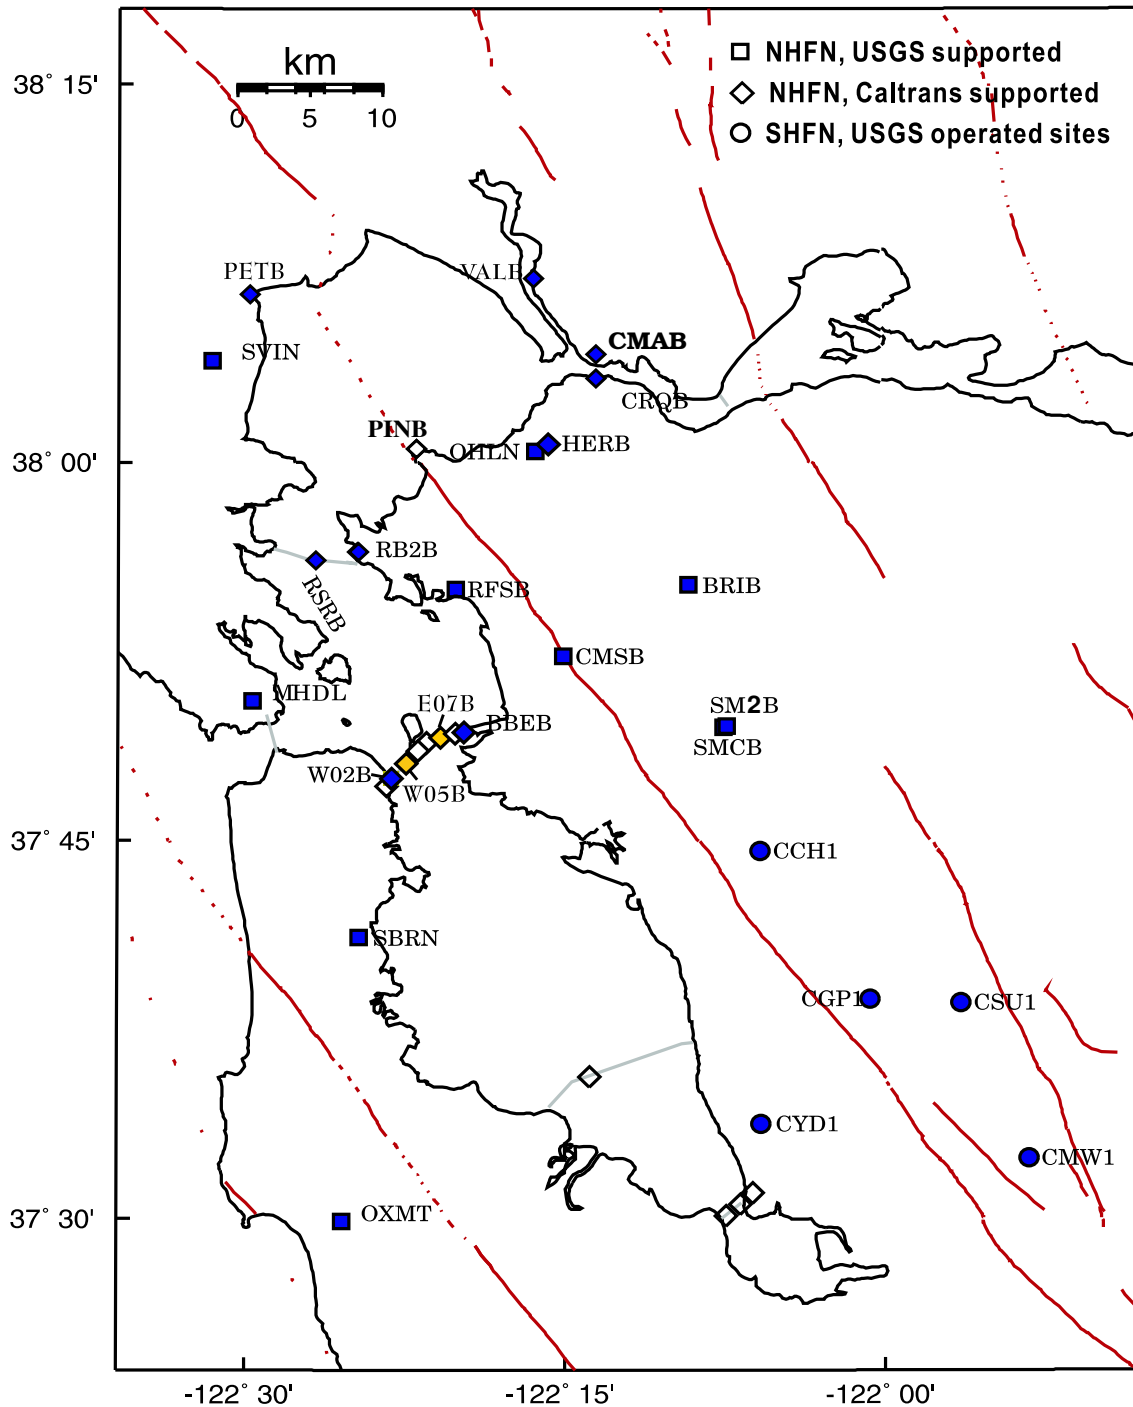 km
0 5 10
NHFN, USGS supported
NHFN, Caltrans supported
SHFN, USGS operated sites
38° 15'
38° 00'
37° 45'
37° 30'
PETB
VALB
SVIN
CMAB
CRQB
PINB
OHLN
HERB
RB2B
RSRB
RFSB
BRIB
CMSB
MHDL
E07B
BBEB
SM2B
SMCB
W02B
W05B
CCH1
SBRN
CGP1
CSU1
CYD1
CMW1
OXMT
-122° 30' -122° 15' -122° 00'